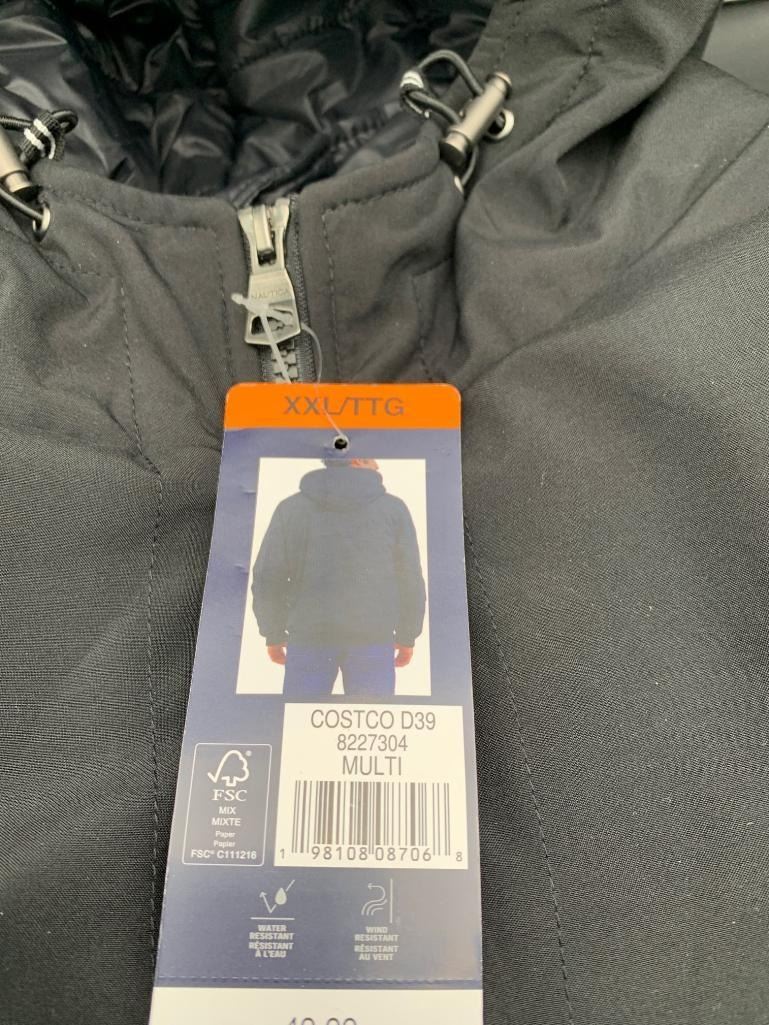 NAUTICA
XXL/TTG
COSTCO D39
8227304
MULTI
1 98108 08706 8
FSC
MIX
MIXTE
Paper
Papier
FSC® C111216
WATER
RESISTANT
RÉSISTANT
À L'EAU
WIND
RESISTANT
RÉSISTANT
AU VENT